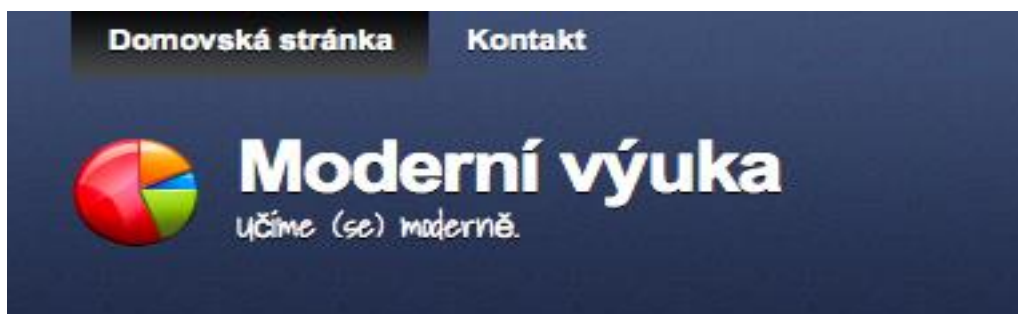 Domovská stránka Kontakt
Moderní výuka
Učíme (se) moderně.